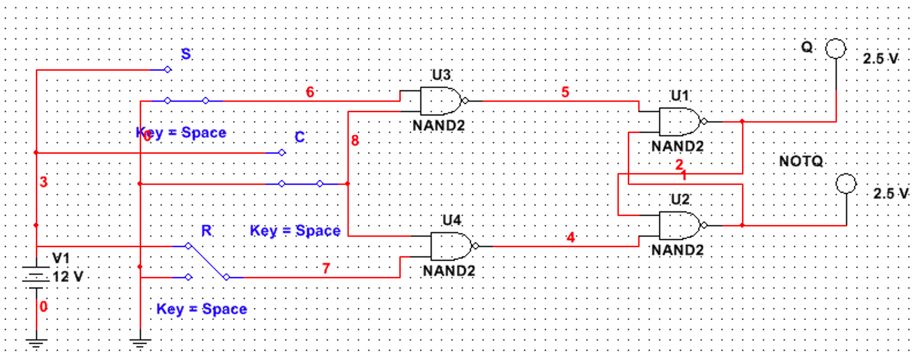 S
Q
2.5 V
U3
6
5
U1
NAND2
Key = Space
0
C
8
NAND2
2
1
NOTQ
3
2.5 V
U2
R
Key = Space
U4
4
NAND2
V1
12 V
7
NAND2
0
Key = Space